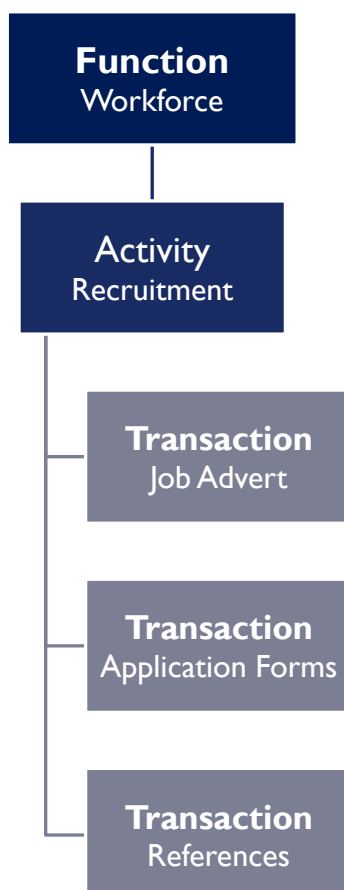 Function
Workforce
Activity
Recruitment
Transaction
Job Advert
Transaction
Application Forms
Transaction
References